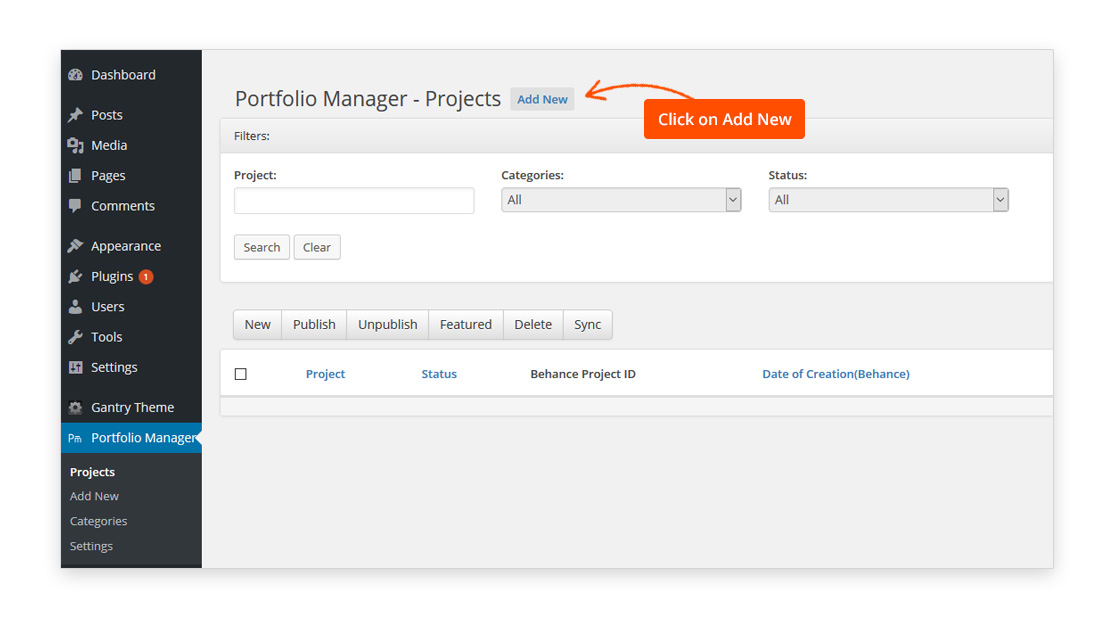 Dashboard
Posts
Media
Pages
Comments
Appearance
Plugins 1
Users
Tools
Settings
Gantry Theme
Pm Portfolio Manager
Projects
Add New
Categories
Settings
Portfolio Manager - Projects Add New
Click on Add New
Filters:
Project: Categories: Status:
All All
Search Clear
New Publish Unpublish Featured Delete Sync
Project Status Behance Project ID Date of Creation(Behance)